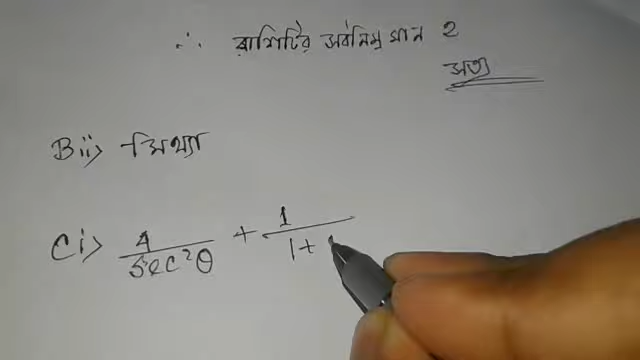 ∴ রাশিটির সর্বনিম্ন মান 2
সত্য
Bii> মিথ্যা
Ci> 4/sec²θ + 1/1+